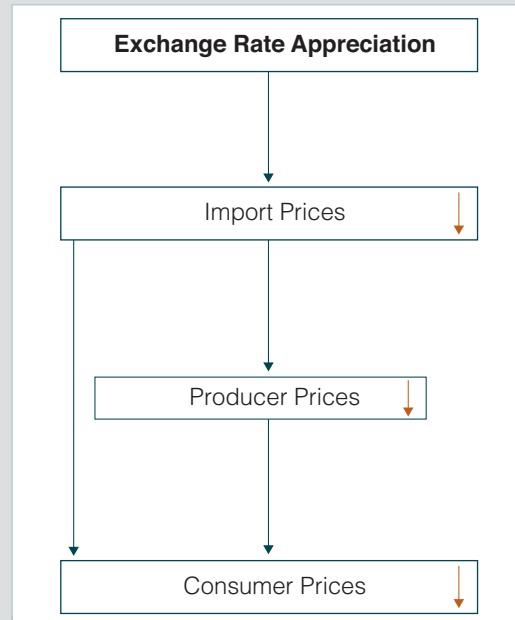 Exchange Rate Appreciation
Import Prices
Producer Prices
Consumer Prices